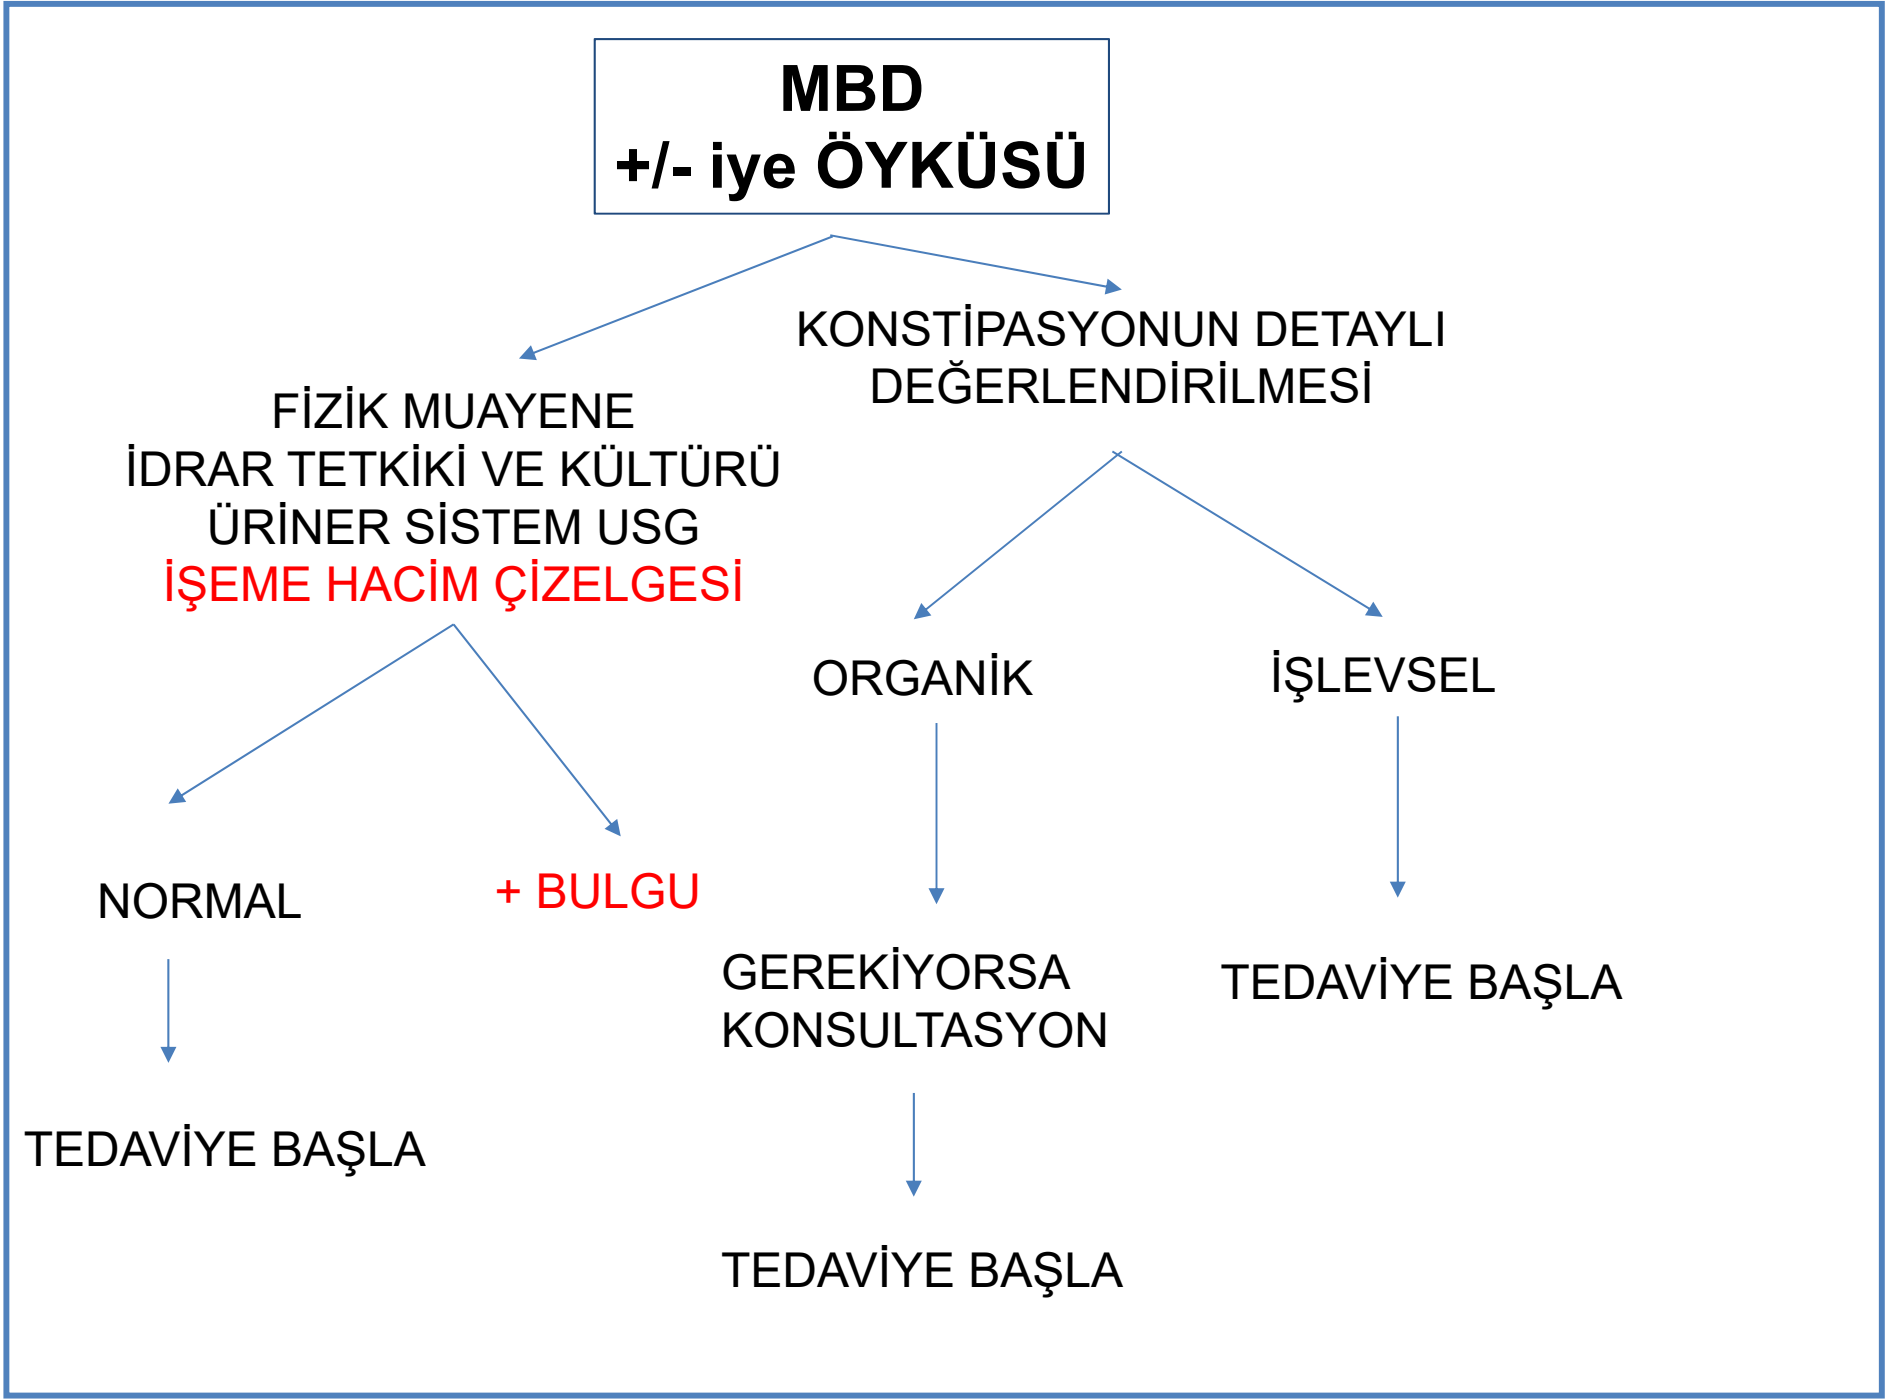 MBD
+/- iye ÖYKÜSÜ
KONSTİPASYONUN DETAYLI
DEĞERLENDİRİLMESİ
FİZİK MUAYENE
İDRAR TETKİKİ VE KÜLTÜRÜ
ÜRİNER SİSTEM USG
İŞEME HACİM ÇİZELGESİ
ORGANİK
İŞLEVSEL
NORMAL
+ BULGU
GEREKİYORSA
KONSULTASYON
TEDAVİYE BAŞLA
TEDAVİYE BAŞLA
TEDAVİYE BAŞLA